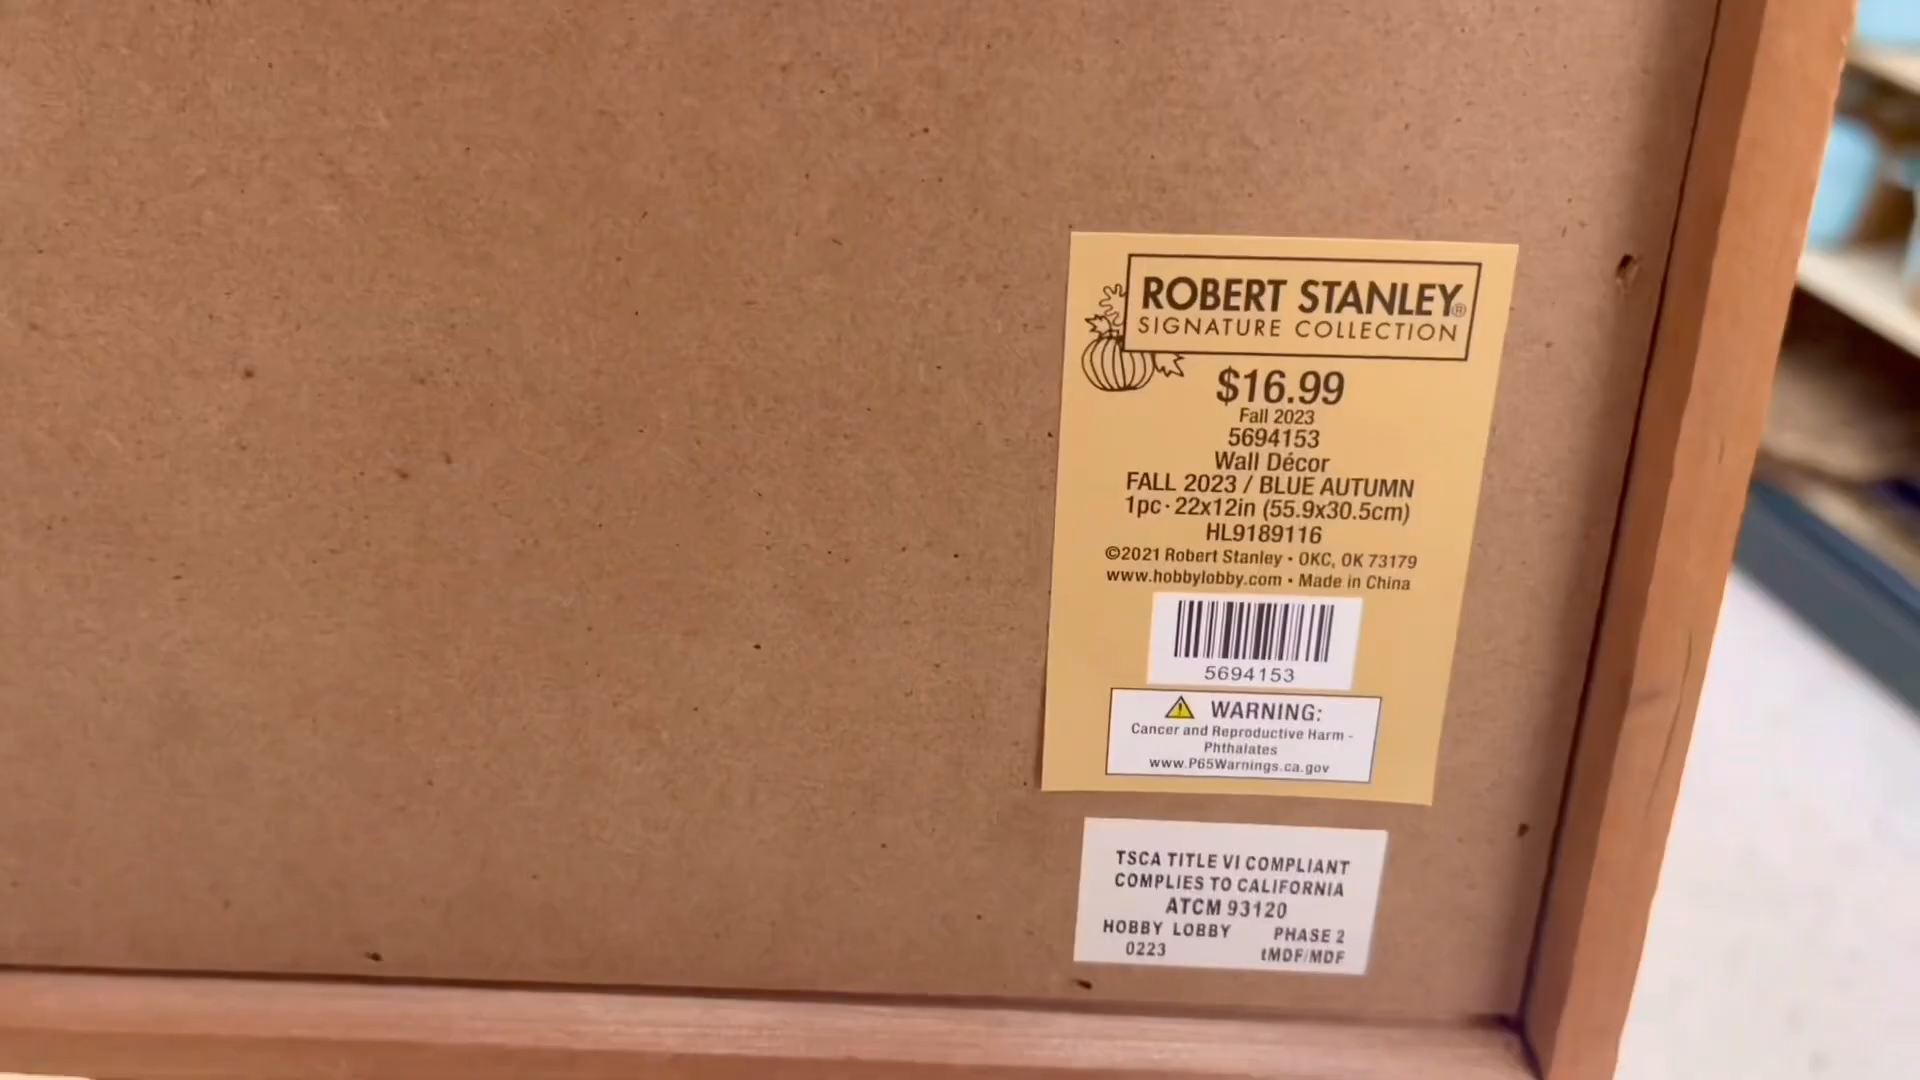 ROBERT STANLEY®
SIGNATURE COLLECTION
$16.99
Fall 2023
5694153
Wall Décor
FALL 2023 / BLUE AUTUMN
1pc · 22x12in (55.9x30.5cm)
HL9189116
©2021 Robert Stanley • OKC, OK 73179
www.hobbylobby.com • Made in China
5694153
WARNING:
Cancer and Reproductive Harm -
Phthalates
www.P65Warnings.ca.gov
TSCA TITLE VI COMPLIANT
COMPLIES TO CALIFORNIA
ATCM 93120
HOBBY LOBBY PHASE 2
0223 tMDF/MDF